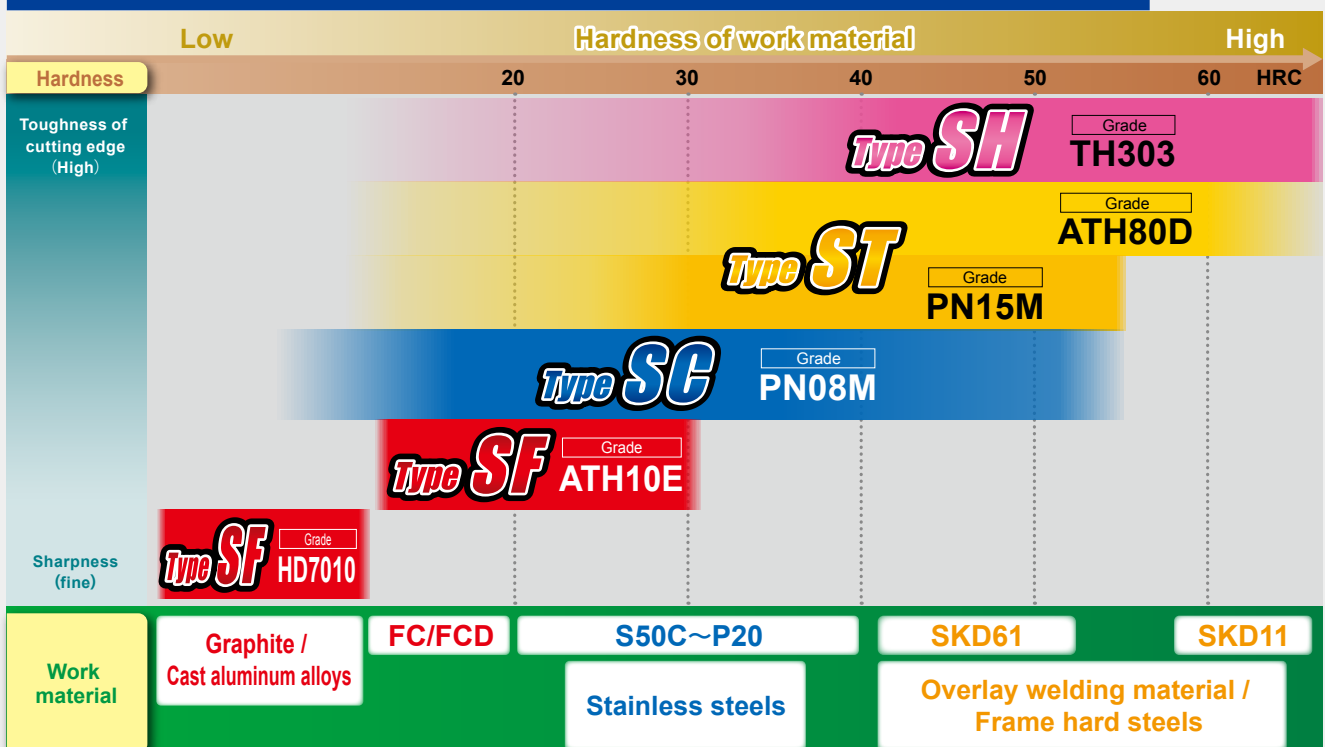 Low Hardness of work material High
Hardness 20 30 40 50 60 HRC
Toughness of
cutting edge
(High)
Type SH
Grade
TH303
Type ST
Grade
ATH80D
Grade
PN15M
Type SC
Grade
PN08M
Type SF
Grade
ATH10E
Type SF
Grade
HD7010
Sharpness
(fine)
Work
material
Graphite /
Cast aluminum alloys
FC/FCD
S50C～P20
Stainless steels
SKD61
SKD11
Overlay welding material /
Frame hard steels